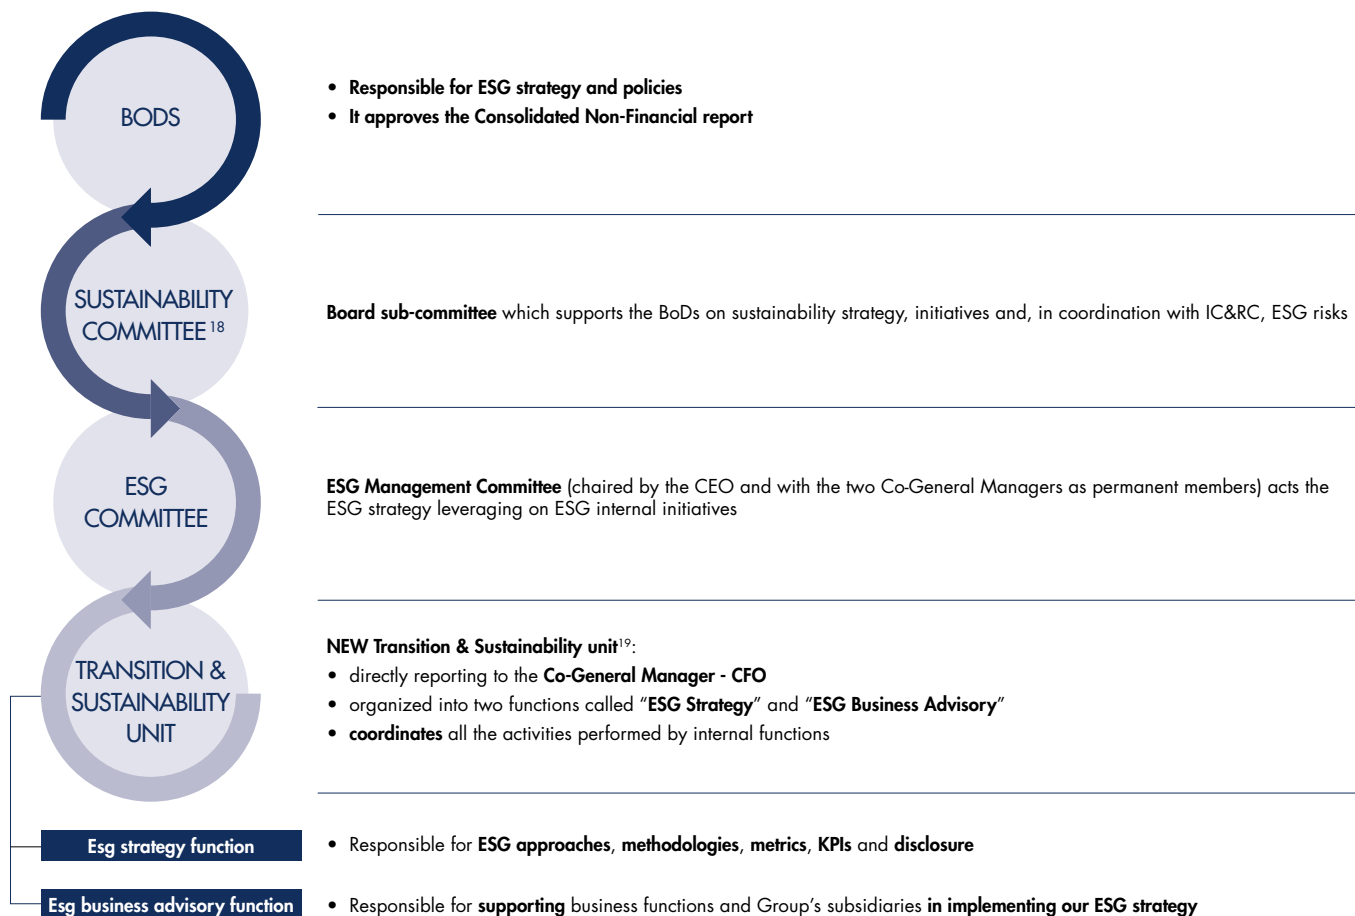 BODS
• Responsible for ESG strategy and policies
• It approves the Consolidated Non-Financial report
SUSTAINABILITY
COMMITTEE 18
Board sub-committee which supports the BoDs on sustainability strategy, initiatives and, in coordination with IC&RC, ESG risks
ESG
COMMITTEE
ESG Management Committee (chaired by the CEO and with the two Co-General Managers as permanent members) acts the
ESG strategy leveraging on ESG internal initiatives
TRANSITION &
SUSTAINABILITY
UNIT
NEW Transition & Sustainability unit19:
• directly reporting to the Co-General Manager - CFO
• organized into two functions called “ESG Strategy” and “ESG Business Advisory”
• coordinates all the activities performed by internal functions
Esg strategy function
• Responsible for ESG approaches, methodologies, metrics, KPIs and disclosure
Esg business advisory function
• Responsible for supporting business functions and Group’s subsidiaries in implementing our ESG strategy